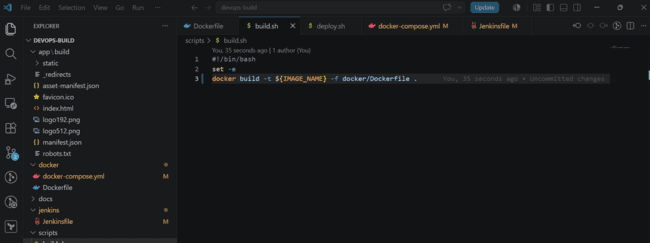 File Edit Selection View Go Run ··· devops-build Update
EXPLORER ···
Dockerfile build.sh deploy.sh docker-compose.yml M Jenkinsfile M
DEVOPS-BUILD
scripts > build.sh
app \ build
You, 35 seconds ago | 1 author (You)
static
1 #!/bin/bash
_redirects
2 set -e
asset-manifest.json
3 docker build -t ${IMAGE_NAME} -f docker/Dockerfile . You, 35 seconds ago • Uncommitted changes
favicon.ico
index.html
logo192.png
logo512.png
manifest.json
robots.txt
docker
docker-compose.yml M
Dockerfile
docs
jenkins
Jenkinsfile M
scripts